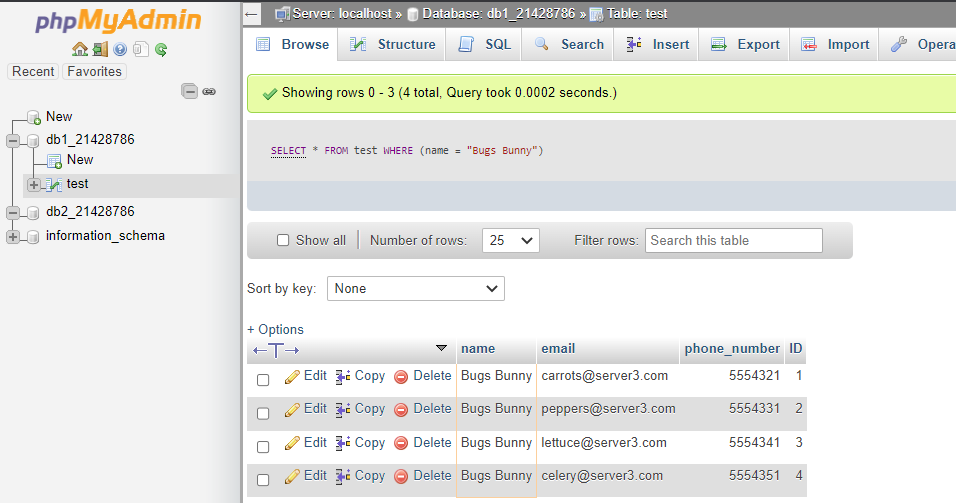 phpMyAdmin
Recent Favorites
New
db1_21428786
New
test
db2_21428786
information_schema
Server: localhost » Database: db1_21428786 » Table: test
Browse Structure SQL Search Insert Export Import Opera
Showing rows 0 - 3 (4 total, Query took 0.0002 seconds.)
SELECT * FROM test WHERE (name = "Bugs Bunny")
Show all Number of rows: 25 Filter rows: Search this table
Sort by key: None
+ Options
←T→ name email phone_number ID
Edit Copy Delete Bugs Bunny carrots@server3.com 5554321 1
Edit Copy Delete Bugs Bunny peppers@server3.com 5554331 2
Edit Copy Delete Bugs Bunny lettuce@server3.com 5554341 3
Edit Copy Delete Bugs Bunny celery@server3.com 5554351 4